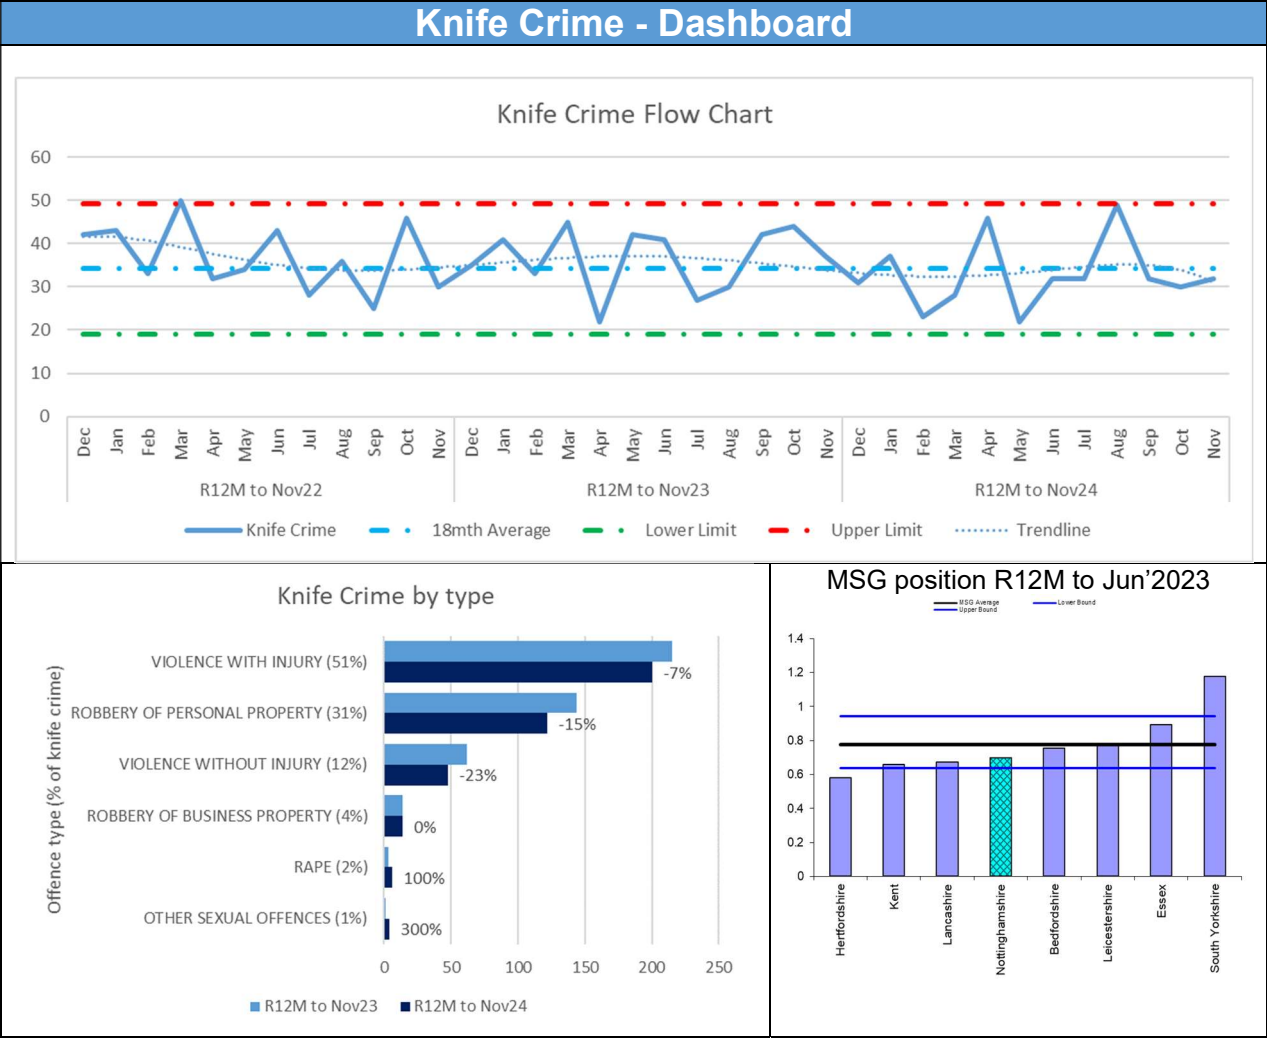 Knife Crime - Dashboard
Knife Crime Flow Chart
60
50
40
30
20
10
0
Dec Jan Feb Mar Apr May Jun Jul Aug Sep Oct Nov Dec Jan Feb Mar Apr May Jun Jul Aug Sep Oct Nov Dec Jan Feb Mar Apr May Jun Jul Aug Sep Oct Nov
R12M to Nov22 R12M to Nov23 R12M to Nov24
Knife Crime 18mth Average Lower Limit Upper Limit Trendline
Knife Crime by type
Offence type (% of knife crime)
VIOLENCE WITH INJURY (51%)
-7%
ROBBERY OF PERSONAL PROPERTY (31%)
-15%
VIOLENCE WITHOUT INJURY (12%)
-23%
ROBBERY OF BUSINESS PROPERTY (4%)
0%
RAPE (2%)
100%
OTHER SEXUAL OFFENCES (1%)
300%
0 50 100 150 200 250
R12M to Nov23 R12M to Nov24
MSG position R12M to Jun’2023
MSG Average Lower Bound
Upper Bound
1.4
1.2
1
0.8
0.6
0.4
0.2
0
Hertfordshire
Kent
Lancashire
Nottinghamshire
Bedfordshire
Leicestershire
Essex
South Yorkshire